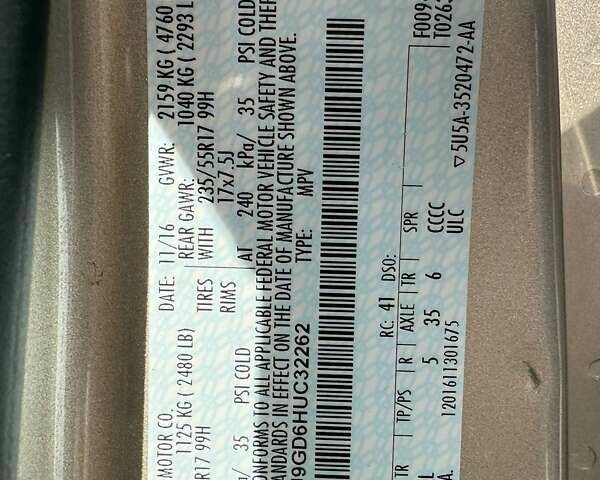 MOTOR CO. DATE: 11/16 GVWR: 2159 KG ( 4760
1125 KG ( 2480 LB) REAR GAWR: 1040 KG ( 2293 L
R17 99H TIRES WITH 235/55R17 99H
RIMS 17x7.5J
/ 35 PSI COLD AT 240 kPa/ 35 PSI COLD
ONFORMS TO ALL APPLICABLE FEDERAL MOTOR VEHICLE SAFETY AND THEF
ANDARDS IN EFFECT ON THE DATE OF MANUFACTURE SHOWN ABOVE.
J9GD6HUC32262 TYPE: MPV
RC: 41 DSO: F009
T026
TR TP/PS R AXLE TR SPR ▽5U5A-3520472-AA
L 5 35 6 CCCC
A. 1201611301675 ULC